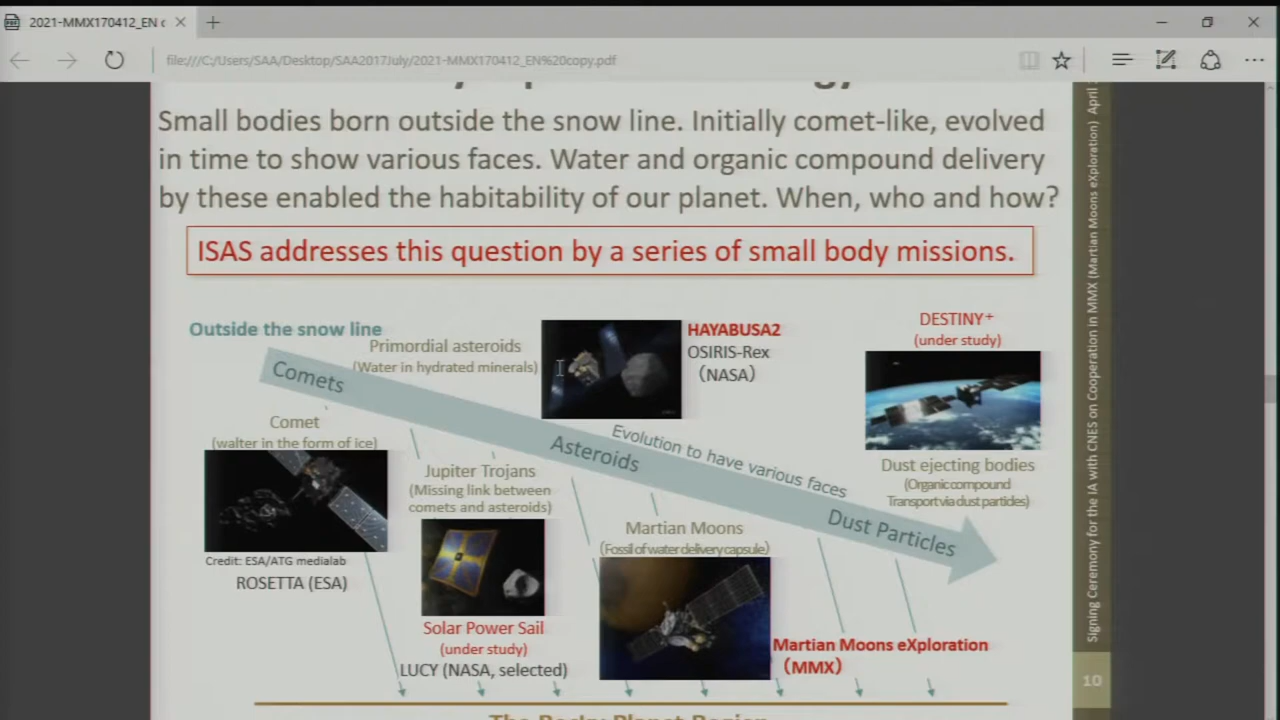 2021-MMX170412_EN c
file:///C:/Users/SAA/Desktop/SAA2017July/2021-MMX170412_EN%20copy.pdf
Small bodies born outside the snow line. Initially comet-like, evolved
in time to show various faces. Water and organic compound delivery
by these enabled the habitability of our planet. When, who and how?
ISAS addresses this question by a series of small body missions.
Outside the snow line
Primordial asteroids
(Water in hydrated minerals)
HAYABUSA2
OSIRIS-Rex
(NASA)
DESTINY+
(under study)
Comets
Comet
(walter in the form of ice)
Asteroids
Evolution to have various faces
Dust Particles
Dust ejecting bodies
(Organic compound
Transport via dust particles)
Jupiter Trojans
(Missing link between
comets and asteroids)
Martian Moons
(Fossil of water delivery capsule)
Credit: ESA/ATG medialab
ROSETTA (ESA)
Solar Power Sail
(under study)
LUCY (NASA, selected)
Martian Moons eXploration
(MMX)
The Rocky Planet Region
Signing Ceremony for the IA with CNES on Cooperation in MMX (Martian Moons eXploration) April
10